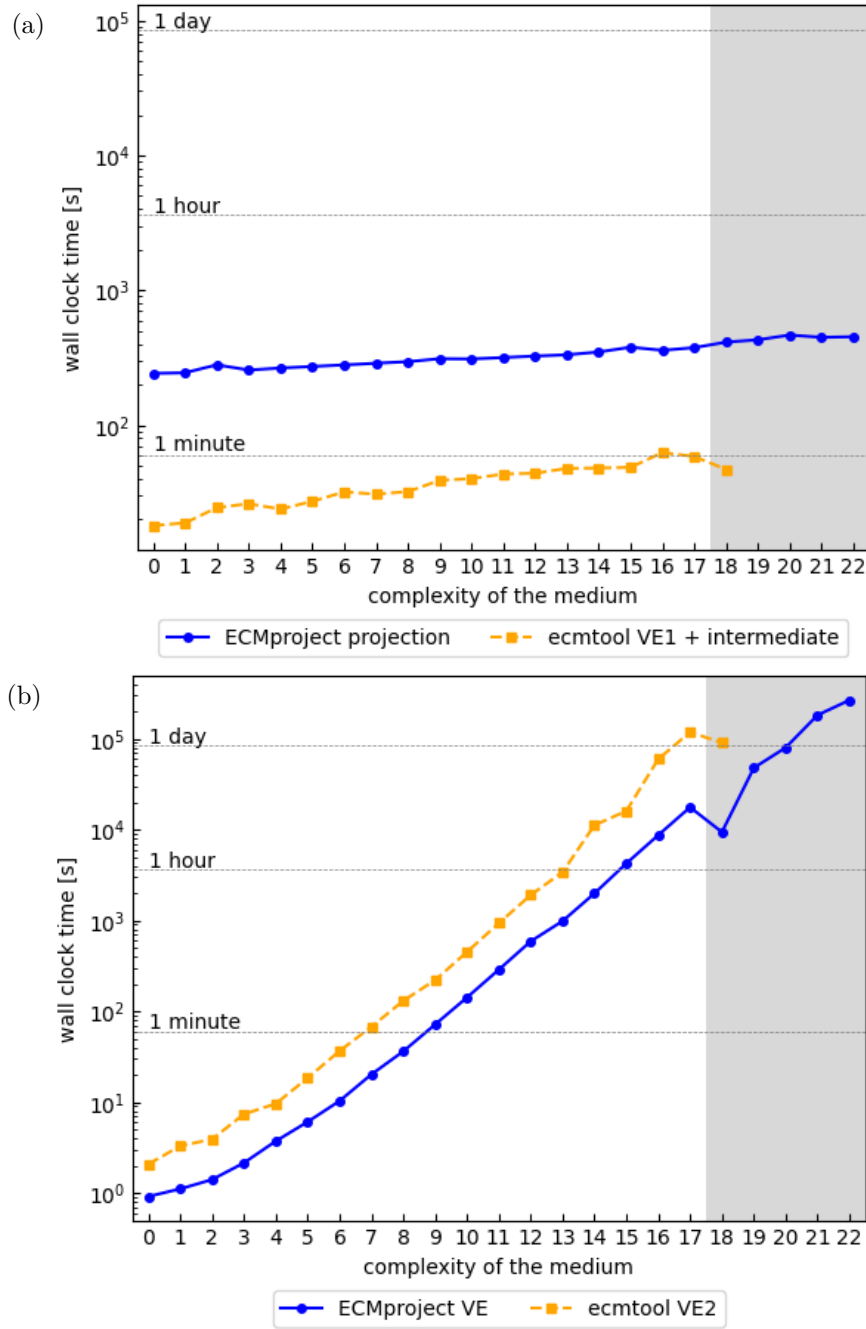 (a)
10^5
1 day
10^4
1 hour
10^3
10^2
1 minute
wall clock time [s]
0 1 2 3 4 5 6 7 8 9 10 11 12 13 14 15 16 17 18 19 20 21 22
complexity of the medium
ECMproject projection ecmtool VE1 + intermediate
(b)
10^5
1 day
10^4
1 hour
10^3
10^2
1 minute
10^1
10^0
wall clock time [s]
0 1 2 3 4 5 6 7 8 9 10 11 12 13 14 15 16 17 18 19 20 21 22
complexity of the medium
ECMproject VE ecmtool VE2